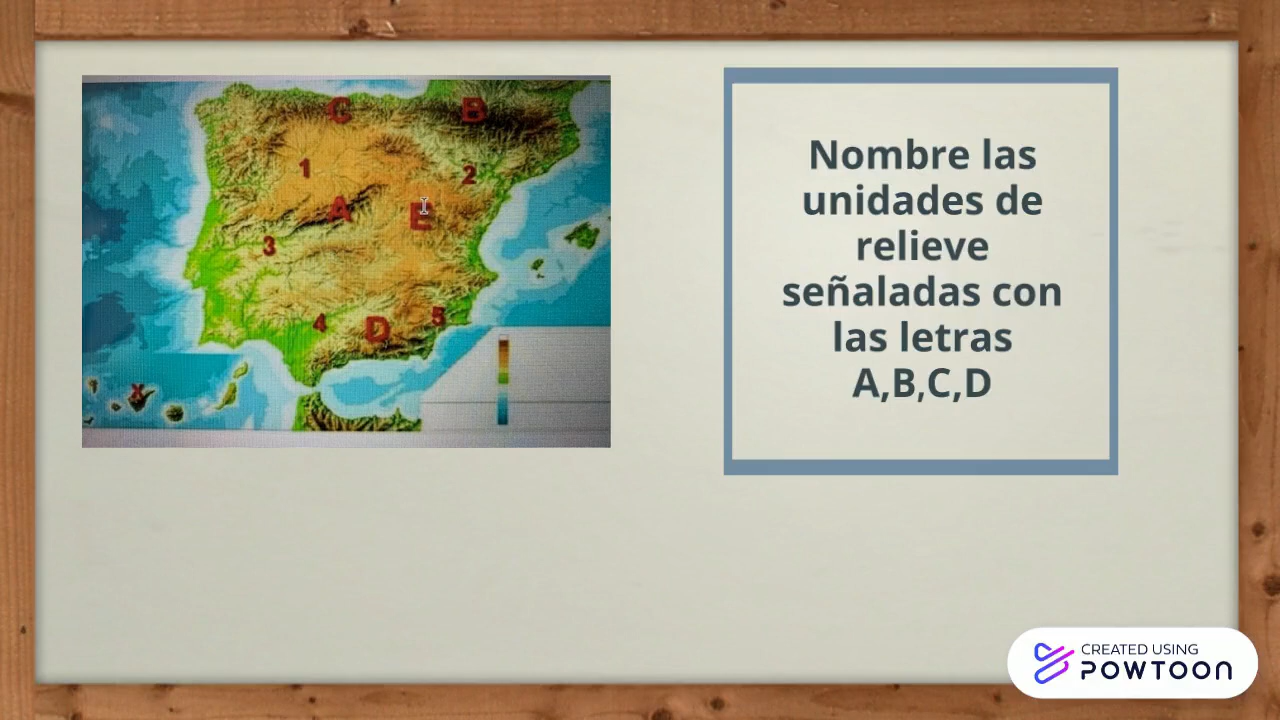 C
B
1
2
A
E
3
4
D
5
X
Nombre las
unidades de
relieve
señaladas con
las letras
A,B,C,D
CREATED USING
POWTOON